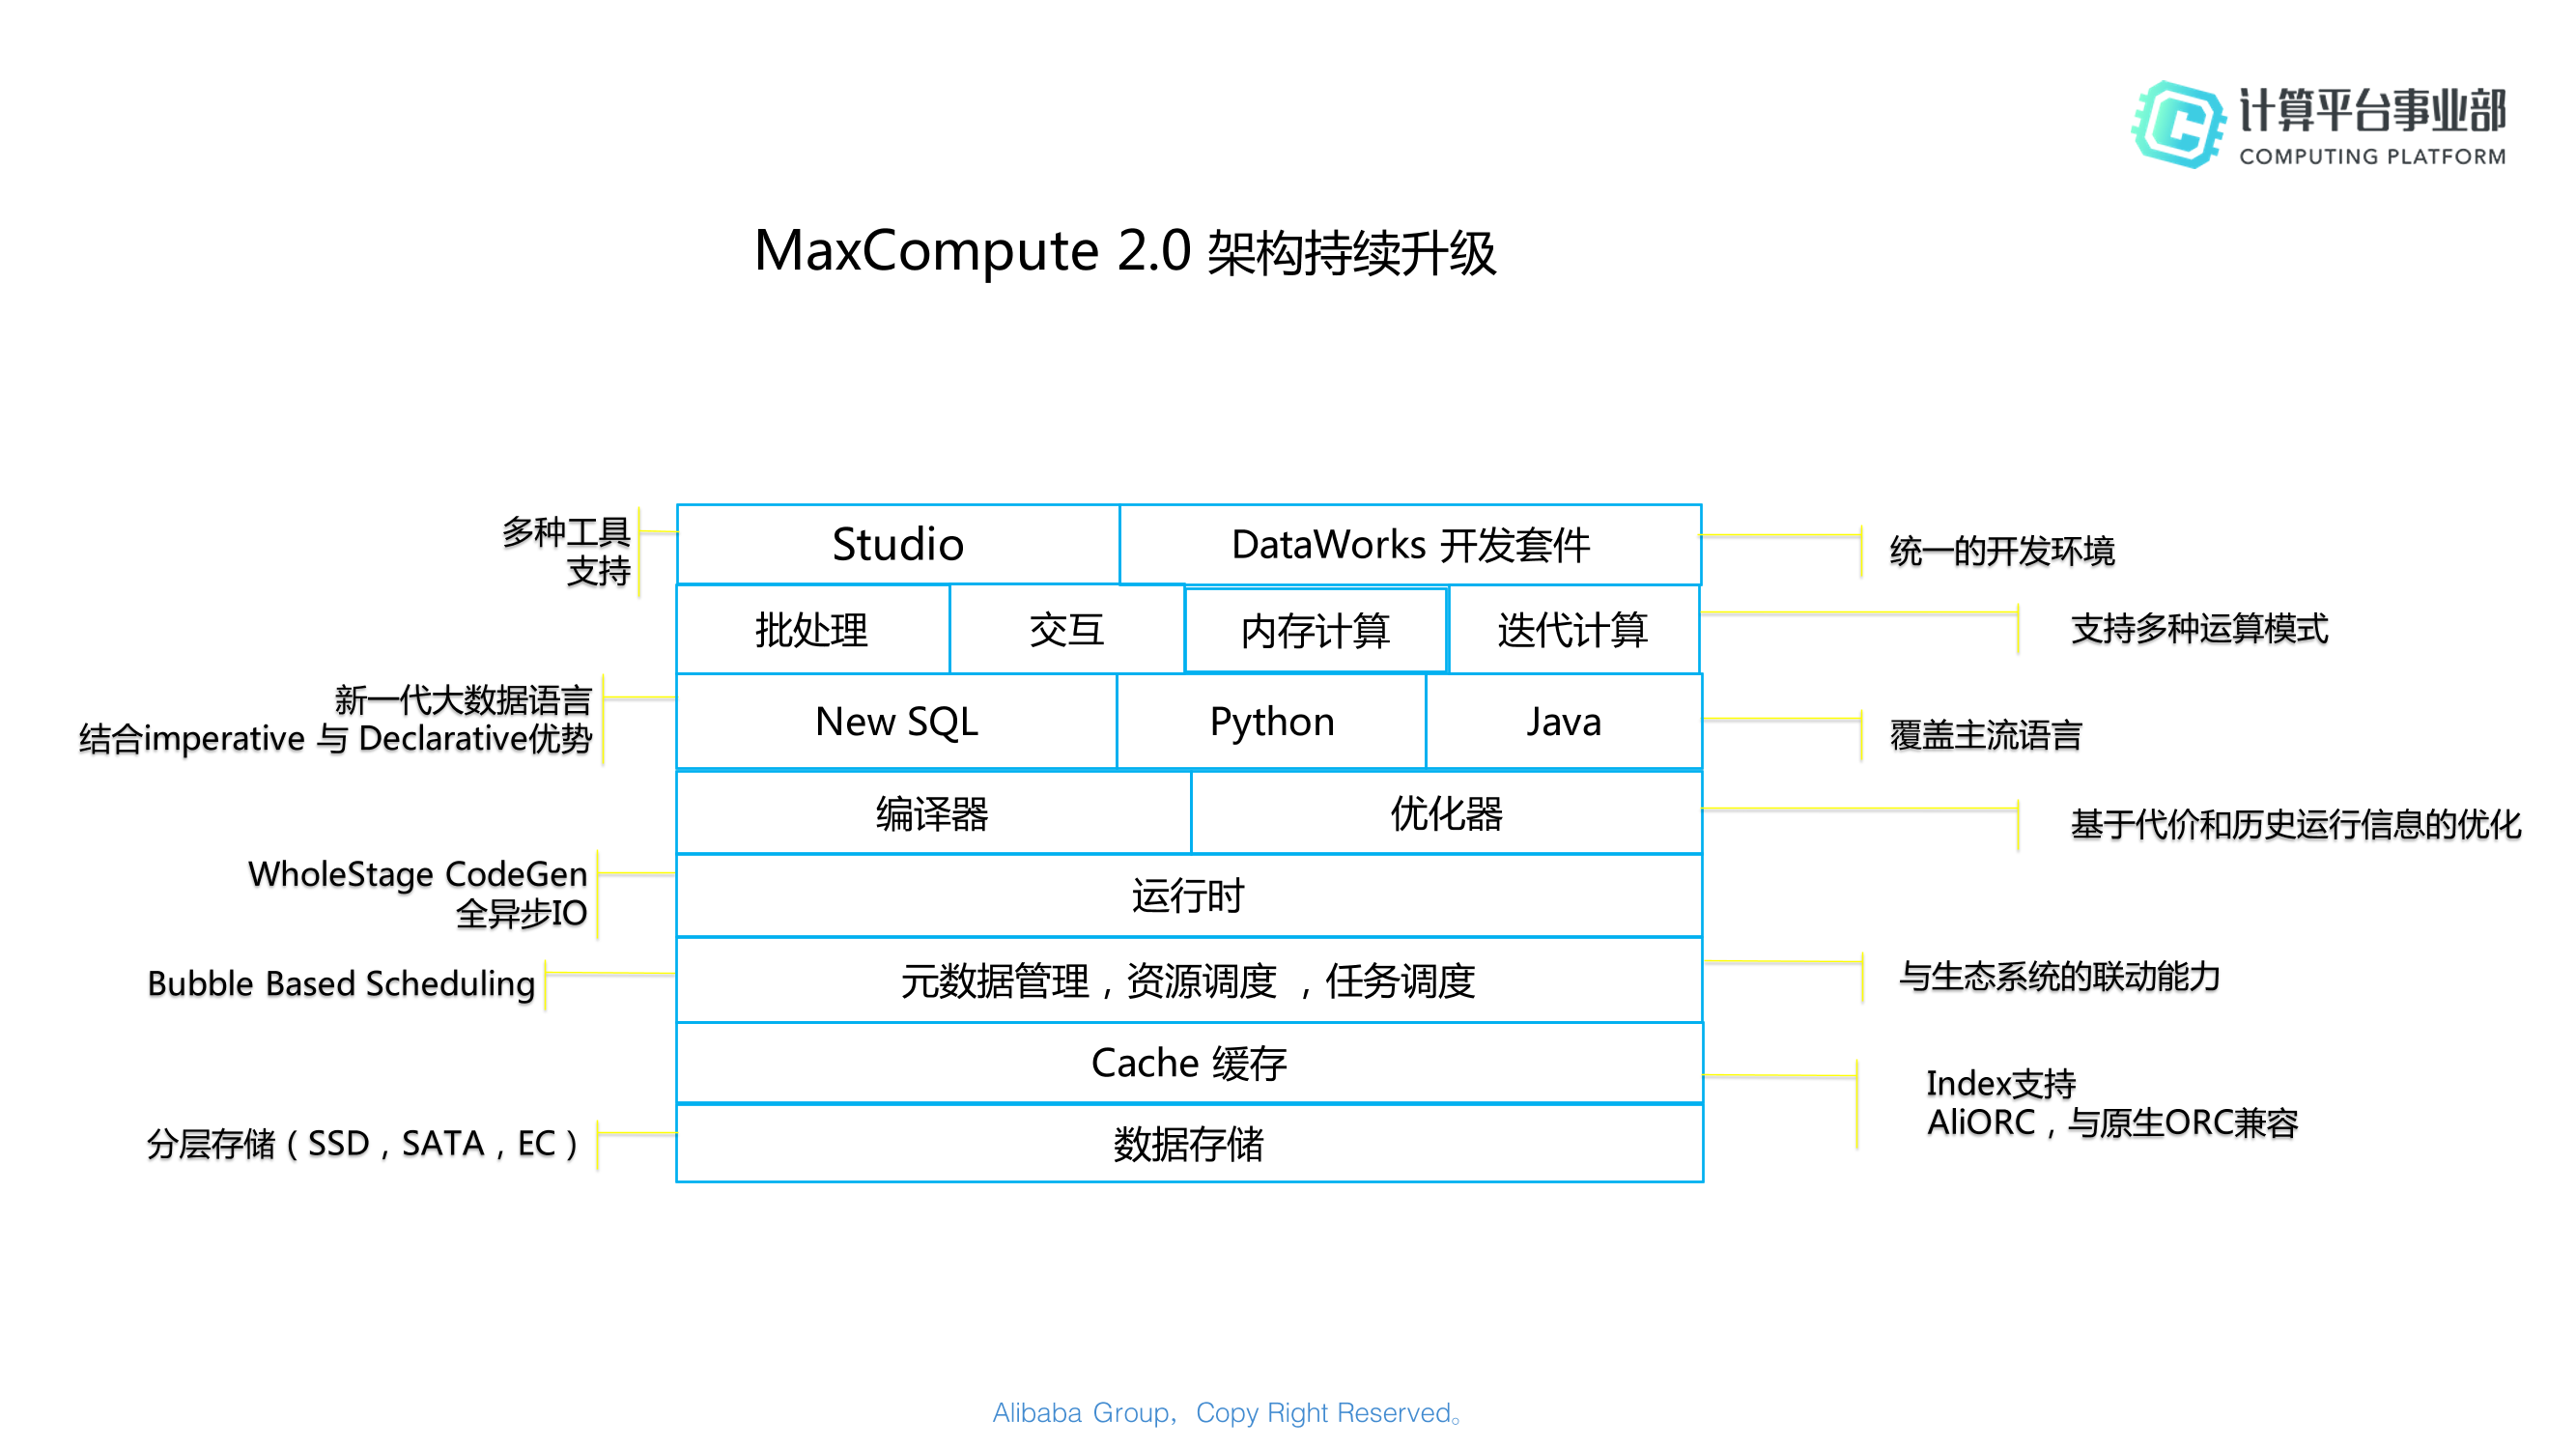 计算平台事业部
COMPUTING PLATFORM
MaxCompute 2.0 架构持续升级
多种工具
支持
Studio
DataWorks 开发套件
统一的开发环境
批处理
交互
内存计算
迭代计算
支持多种运算模式
新一代大数据语言
结合imperative 与 Declarative优势
New SQL
Python
Java
覆盖主流语言
编译器
优化器
基于代价和历史运行信息的优化
WholeStage CodeGen
全异步IO
运行时
Bubble Based Scheduling
元数据管理，资源调度 ，任务调度
与生态系统的联动能力
Cache 缓存
Index支持
AliORC，与原生ORC兼容
分层存储（SSD，SATA，EC）
数据存储
Alibaba Group， Copy Right Reserved。